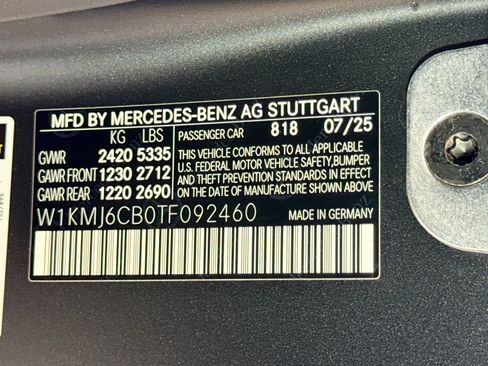 MFD BY MERCEDES-BENZ AG STUTTGART
KG LBS PASSENGER CAR 818 07/25
GVWR 2420 5335 THIS VEHICLE CONFORMS TO ALL APPLICABLE
GAWR FRONT 1230 2712 U.S. FEDERAL MOTOR VEHICLE SAFETY,BUMPER
GAWR REAR 1220 2690 AND THEFT PREVENTION STANDARDS IN EFFECT
ON THE DATE OF MANUFACTURE SHOWN ABOVE.
W1KMJ6CB0TF092460 MADE IN GERMANY